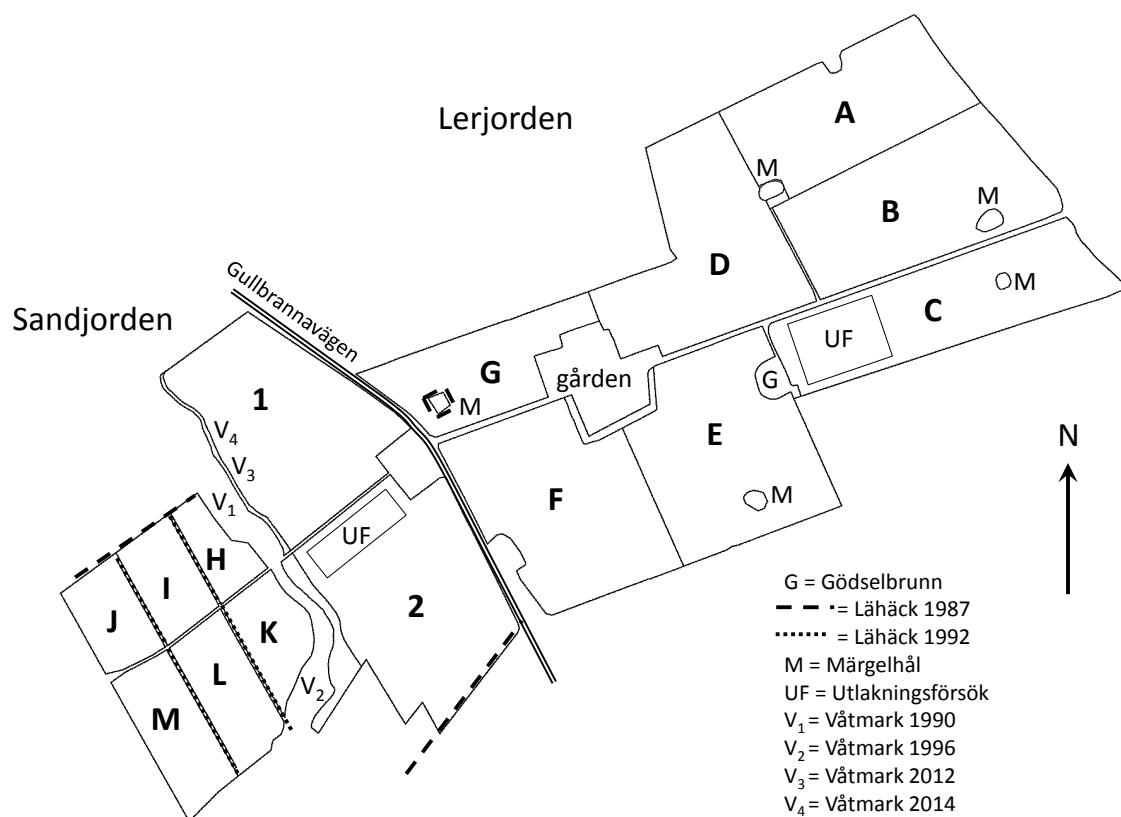 Lerjorden
A
M
M
B
D
Gullbrannavägen
M
Sandjorden
C
UF
G
gården
G
1
M
E
N
V4
V3
M
F
V1
UF
H
I
G = Gödselbrunn
2
= Lähäck 1987
J
K
= Lähäck 1992
L
M = Märgelhål
V2
UF = Utlakningsförsök
M
V1 = Våtmark 1990
V2 = Våtmark 1996
V3 = Våtmark 2012
V4 = Våtmark 2014